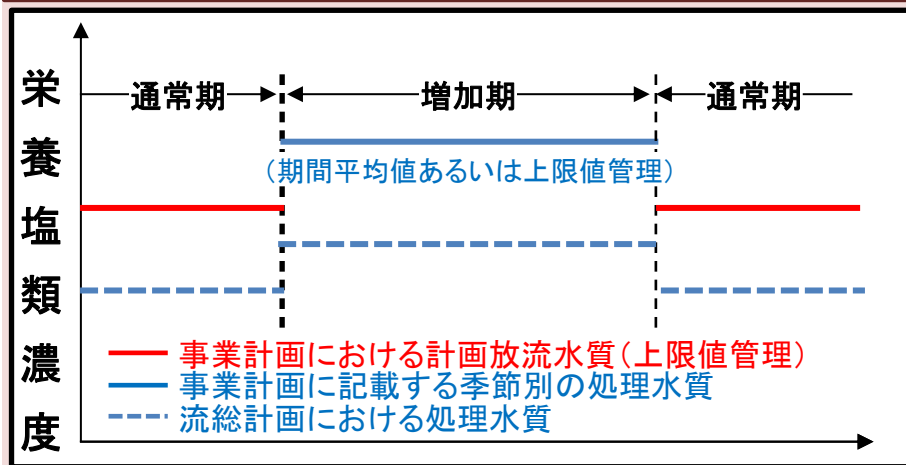 栄養塩類濃度
通常期
増加期
通常期
（期間平均値あるいは上限値管理）
事業計画における計画放流水質（上限値管理）
事業計画に記載する季節別の処理水質
流総計画における処理水質